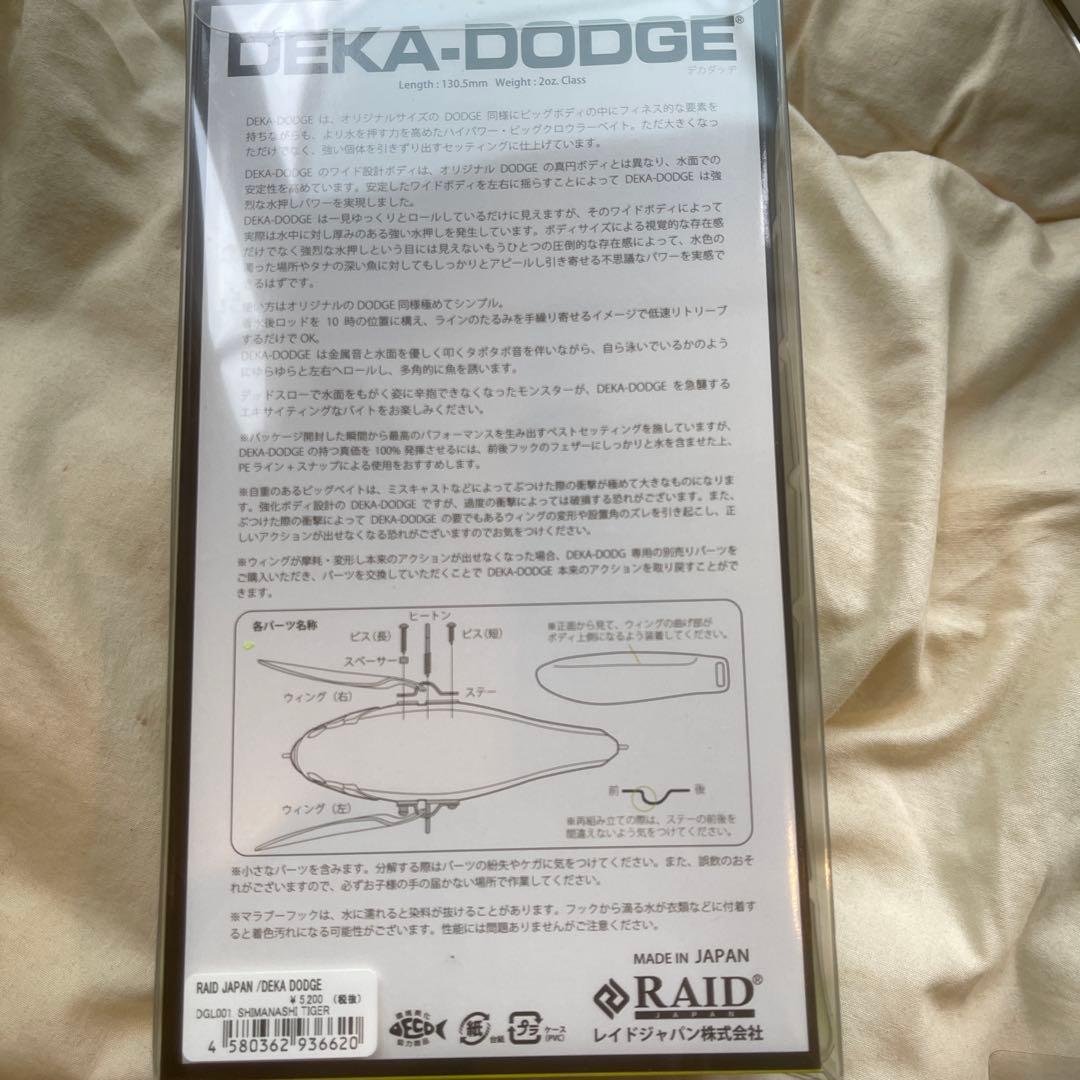 DEKA-DODGE®
デカダッヂ
Length : 130.5mm Weight : 2oz. Class
DEKA-DODGE は、オリジナルサイズの DODGE 同様にビッグボディの中にフィネス的な要素を
持ちながらも、より水を押す力を高めたハイパワー・ビッグクロウラーベイト。ただ大きくなっ
ただけでなく、強い個体を引きずり出すセッティングに仕上げています。
DEKA-DODGE のワイド設計ボディは、オリジナル DODGE の真円ボディとは異なり、水面での
安定性を高めています。安定したワイドボディを左右に揺らすことによって DEKA-DODGE は強
烈な水押しパワーを実現しました。
DEKA-DODGE は一見ゆっくりとロールしているだけに見えますが、そのワイドボディによって
実際は水中に対し厚みのある強い水押しを発生しています。ボディサイズによる視覚的な存在感
だけでなく強烈な水押しという目には見えないもうひとつの圧倒的な存在感によって、水色の
濁った場所やタナの深い魚に対してもしっかりとアピールし引き寄せる不思議なパワーを実感で
きるはずです。
使い方はオリジナルの DODGE 同様極めてシンプル。
着水後ロッドを 10 時の位置に構え、ラインのたるみを手繰り寄せるイメージで低速リトリーブ
するだけで OK。
DEKA-DODGE は金属音と水面を優しく叩くタポタポ音を伴いながら、自ら泳いでいるかのよう
にゆらゆらと左右へロールし、多角的に魚を誘います。
デッドスローで水面をもがく姿に辛抱できなくなったモンスターが、DEKA-DODGE を急襲する
エキサイティングなバイトをお楽しみください。
※パッケージ開封した瞬間から最高のパフォーマンスを生み出すベストセッティングを施していますが、
DEKA-DODGE の持つ真価を 100% 発揮させるには、前後フックのフェザーにしっかりと水を含ませた上、
PE ライン + スナップによる使用をおすすめします。
※自重のあるビッグベイトは、ミスキャストなどによってぶつけた際の衝撃が極めて大きなものになりま
す。強化ボディ設計の DEKA-DODGE ですが、過度の衝撃によっては破損する恐れがございます。また、
ぶつけた際の衝撃によって DEKA-DODGE の要でもあるウィングの変形や設置角のズレを引き起こし、正
しいアクションが出せなくなる恐れがございますのでお気をつけください。
※ウィングが摩耗・変形し本来のアクションが出せなくなった場合、DEKA-DODG 専用の別売りパーツを
ご購入いただき、パーツを交換していただくことで DEKA-DODGE 本来のアクションを取り戻すことがで
きます。
各パーツ名称
ヒートン
ビス(長)
ビス(短)
スペーサー
ウィング (右)
ステー
※正面から見て、ウィングの曲げ部が
ボディ上側になるよう装着してください。
ウィング (左)
前
後
※再組み立ての際は、ステーの前後を
間違えないよう気をつけてください。
※小さなパーツを含みます。分解する際はパーツの紛失やケガに気をつけてください。また、誤飲のおそ
れがございますので、必ずお子様の手の届かない場所で作業してください。
※マラブーフックは、水に濡れると染料が抜けることがあります。フックから滴る水が衣類などに付着す
ると着色汚れになる可能性がございます。性能には問題ありませんがご注意ください。
MADE IN JAPAN
RAID®
JAPAN
レイドジャパン株式会社
RAID JAPAN /DEKA DODGE
¥5,200 (税抜)
DGL001 SHIMANASHI TIGER
4 580362 936620
環境美化
ECO
協力商品
紙
台紙
プラ
ケース
(PVC)